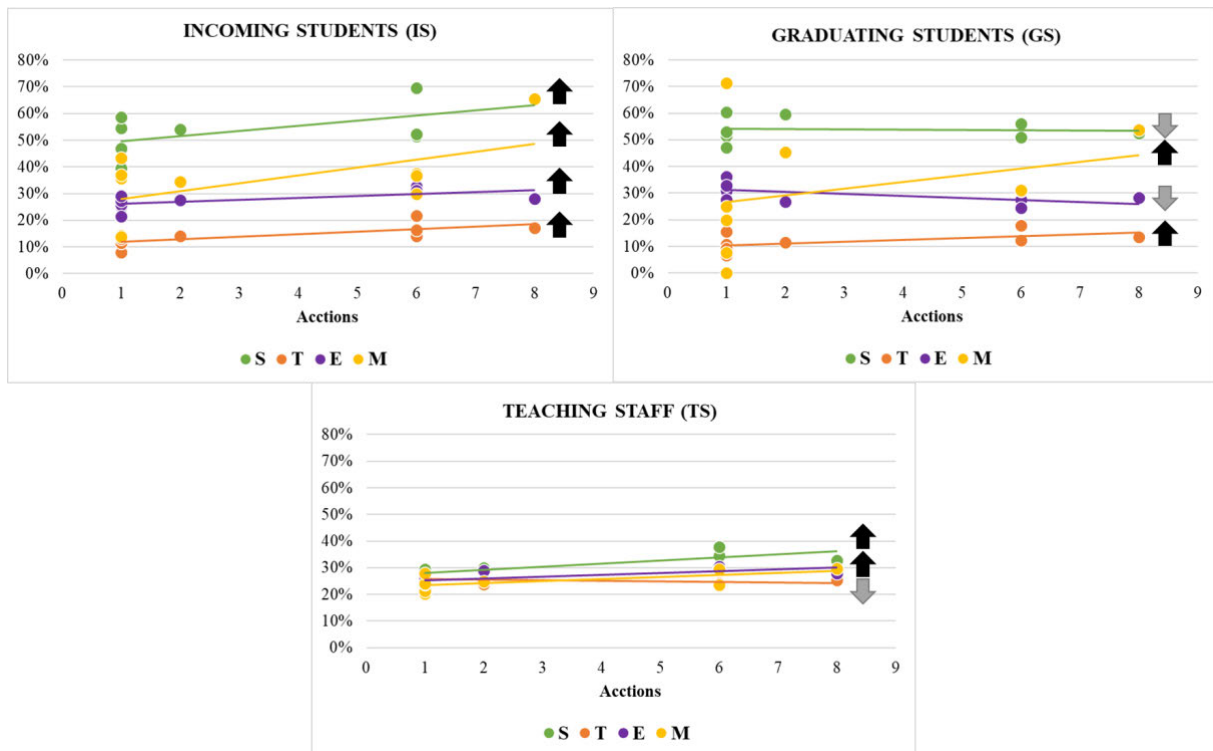 INCOMING STUDENTS (IS)
80%
70%
60%
50%
40%
30%
20%
10%
0%
0 1 2 3 4 5 6 7 8 9
Acctions
S T E M
GRADUATING STUDENTS (GS)
80%
70%
60%
50%
40%
30%
20%
10%
0%
0 1 2 3 4 5 6 7 8 9
Acctions
S T E M
TEACHING STAFF (TS)
80%
70%
60%
50%
40%
30%
20%
10%
0%
0 1 2 3 4 5 6 7 8 9
Acctions
S T E M